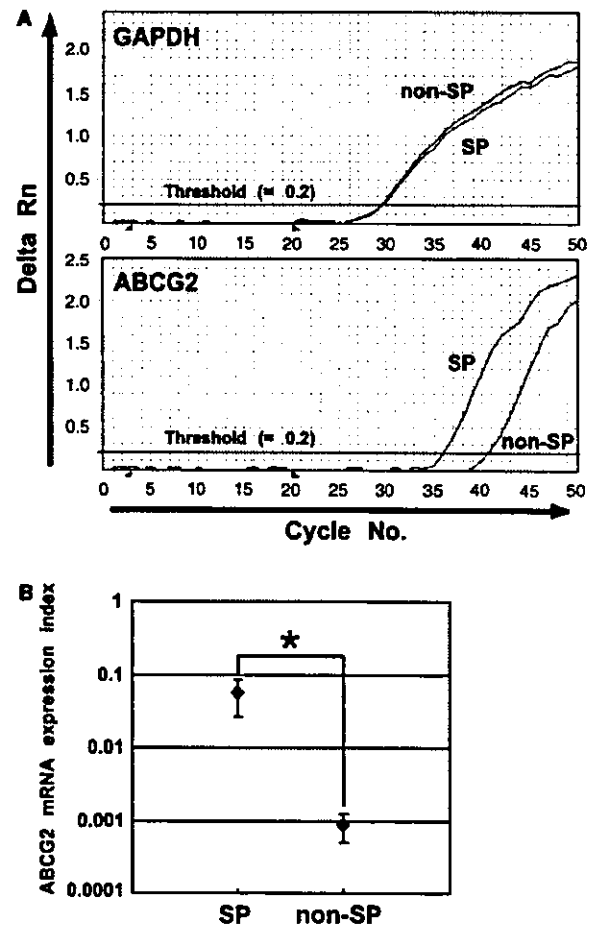 A
GAPDH
2.0
1.5
1.0
0.5
non-SP
SP
Threshold (= 0.2)
0 5 10 15 20 25 30 35 40 45 50
Delta Rn
2.5
ABCG2
2.0
1.5
1.0
0.5
SP
non-SP
Threshold (= 0.2)
0 5 10 15 20 25 30 35 40 45 50
Cycle No.
B
ABCG2 mRNA expression index
1
0.1
0.01
0.001
0.0001
*
SP non-SP